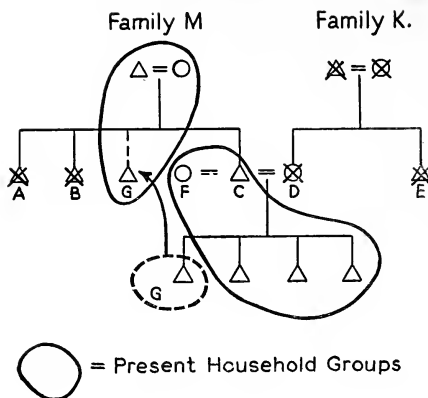 Family M Family K.
A B G F C D E
G
= Present Household Groups